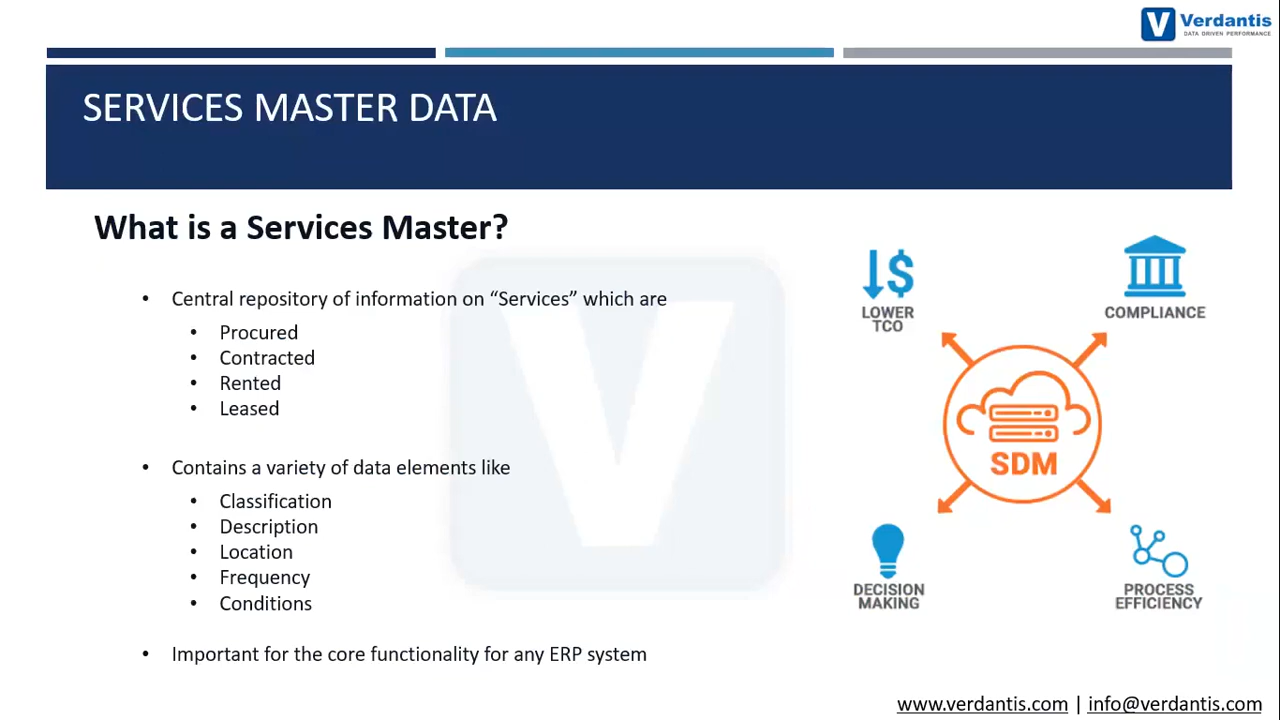 Verdantis
DATA DRIVEN PERFORMANCE
SERVICES MASTER DATA
What is a Services Master?
• Central repository of information on “Services” which are
• Procured
• Contracted
• Rented
• Leased
• Contains a variety of data elements like
• Classification
• Description
• Location
• Frequency
• Conditions
• Important for the core functionality for any ERP system
$
LOWER
TCO
COMPLIANCE
SDM
DECISION
MAKING
PROCESS
EFFICIENCY
www.verdantis.com | info@verdantis.com